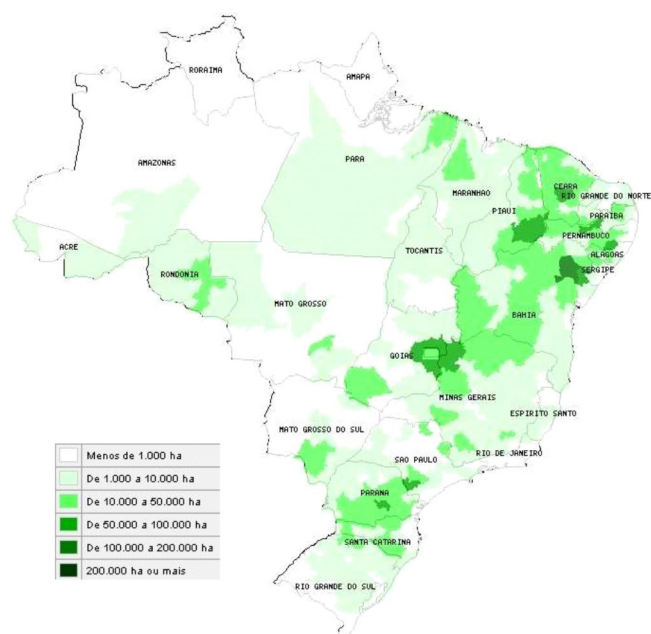 RORAIMA
AMAPA
AMAZONAS
PARA
MARANHAO
CEARA
RIO GRANDE DO NORTE
PIAUI
PARAIBA
PERNAMBUCO
ACRE
TOCANTIS
ALAGOAS
SERGIPE
RONDONIA
MATO GROSSO
BAHIA
GOIAS
MINAS GERAIS
ESPIRITO SANTO
MATO GROSSO DO SUL
RIO DE JANEIRO
SAO PAULO
PARANA
SANTA CATARINA
RIO GRANDE DO SUL
Menos de 1.000 ha
De 1.000 a 10.000 ha
De 10.000 a 50.000 ha
De 50.000 a 100.000 ha
De 100.000 a 200.000 ha
200.000 ha ou mais